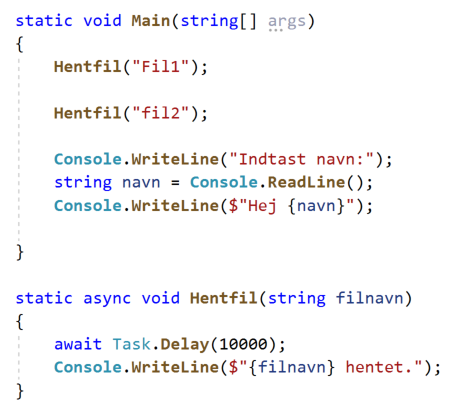 static void Main(string[] args)
{
    Hentfil("Fil1");
    Hentfil("fil2");
    Console.WriteLine("Indtast navn:");
    string navn = Console.ReadLine();
    Console.WriteLine($"Hej {navn}");
}
static async void Hentfil(string filnavn)
{
    await Task.Delay(10000);
    Console.WriteLine($"{filnavn} hentet.");
}